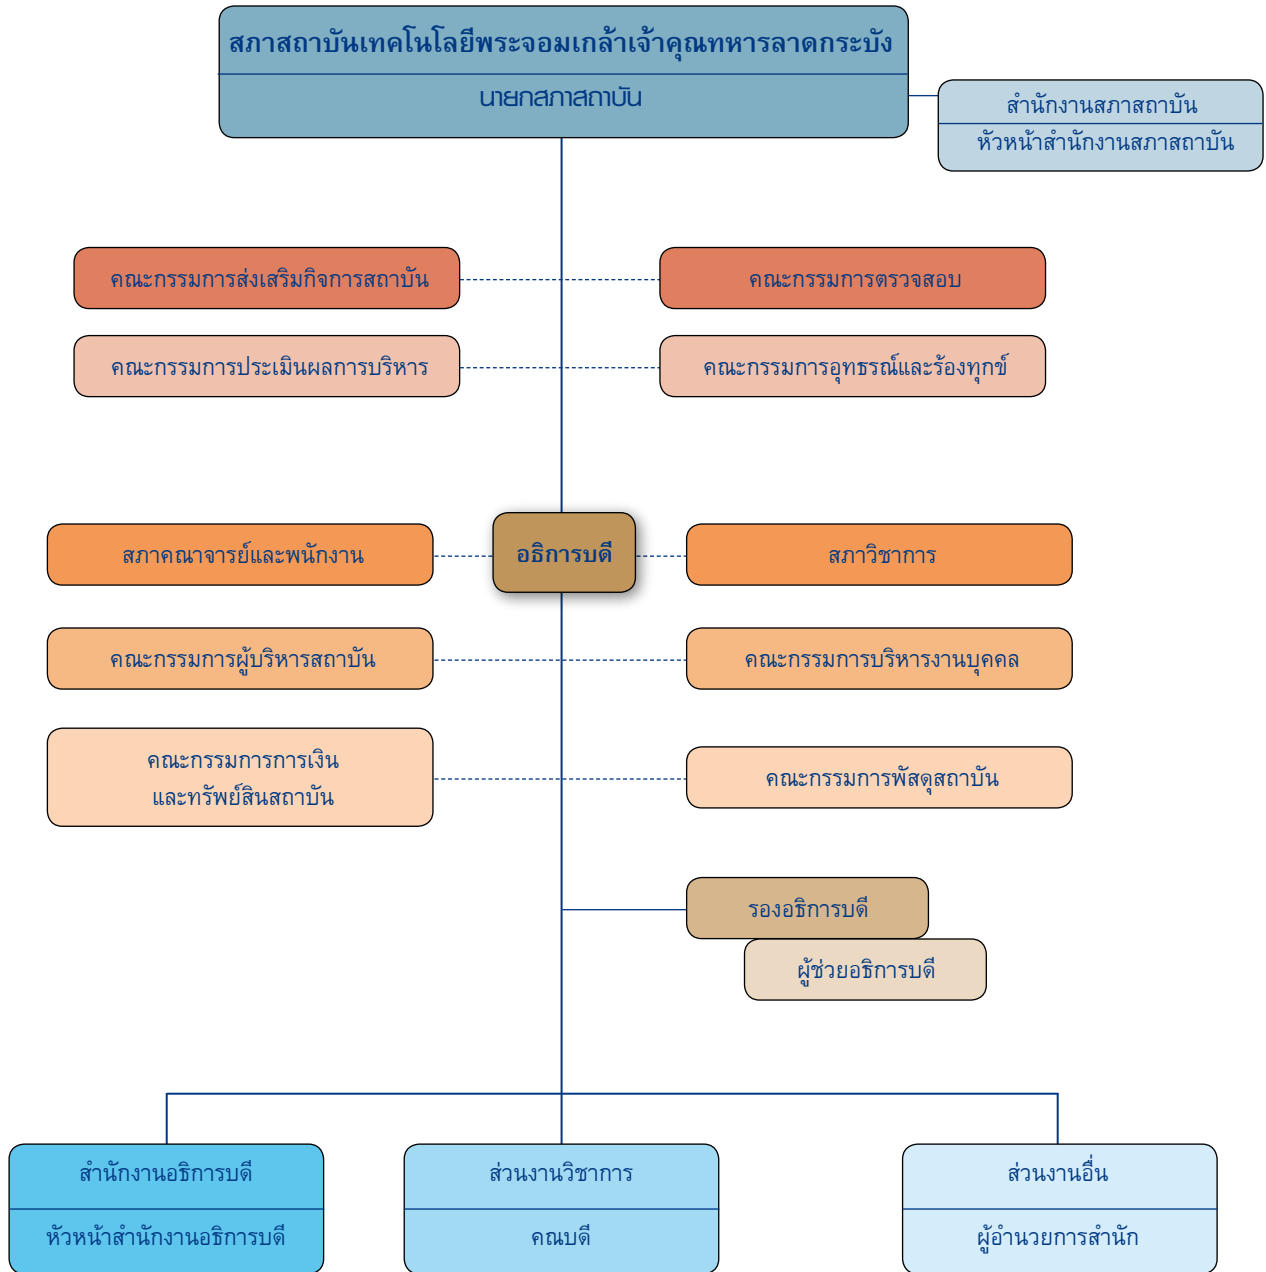 สภาสถาบันเทคโนโลยีพระจอมเกล้าเจ้าคุณทหารลาดกระบัง
นายกสภาสถาบัน
สำนักงานสภาสถาบัน
หัวหน้าสำนักงานสภาสถาบัน
คณะกรรมการส่งเสริมกิจการสถาบัน
คณะกรรมการตรวจสอบ
คณะกรรมการประเมินผลการบริหาร
คณะกรรมการอุทธรณ์และร้องทุกข์
สภาคณาจารย์และพนักงาน
อธิการบดี
สภาวิชาการ
คณะกรรมการผู้บริหารสถาบัน
คณะกรรมการบริหารงานบุคคล
คณะกรรมการการเงิน
และทรัพย์สินสถาบัน
คณะกรรมการพัสดุสถาบัน
รองอธิการบดี
ผู้ช่วยอธิการบดี
สำนักงานอธิการบดี
หัวหน้าสำนักงานอธิการบดี
ส่วนงานวิชาการ
คณบดี
ส่วนงานอื่น
ผู้อำนวยการสำนัก